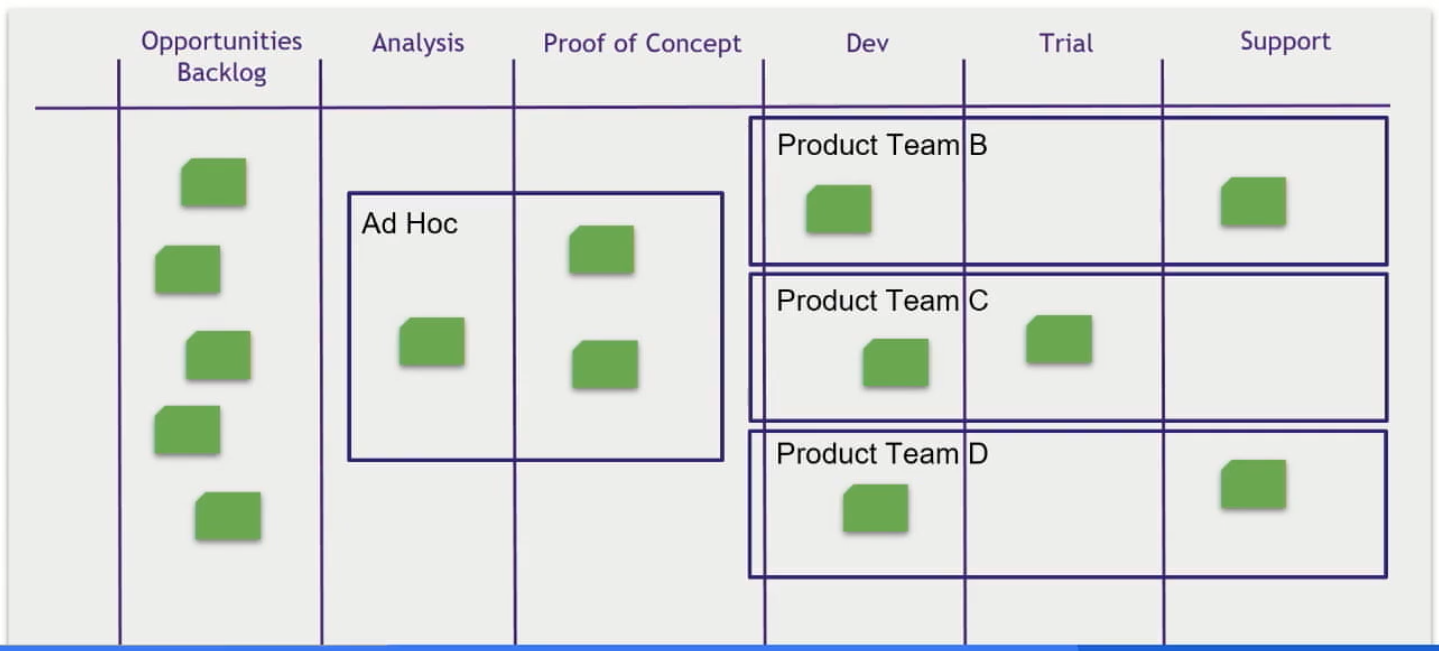 Opportunities
Backlog
Analysis
Proof of Concept
Dev
Trial
Support
Ad Hoc
Product Team B
Product Team C
Product Team D